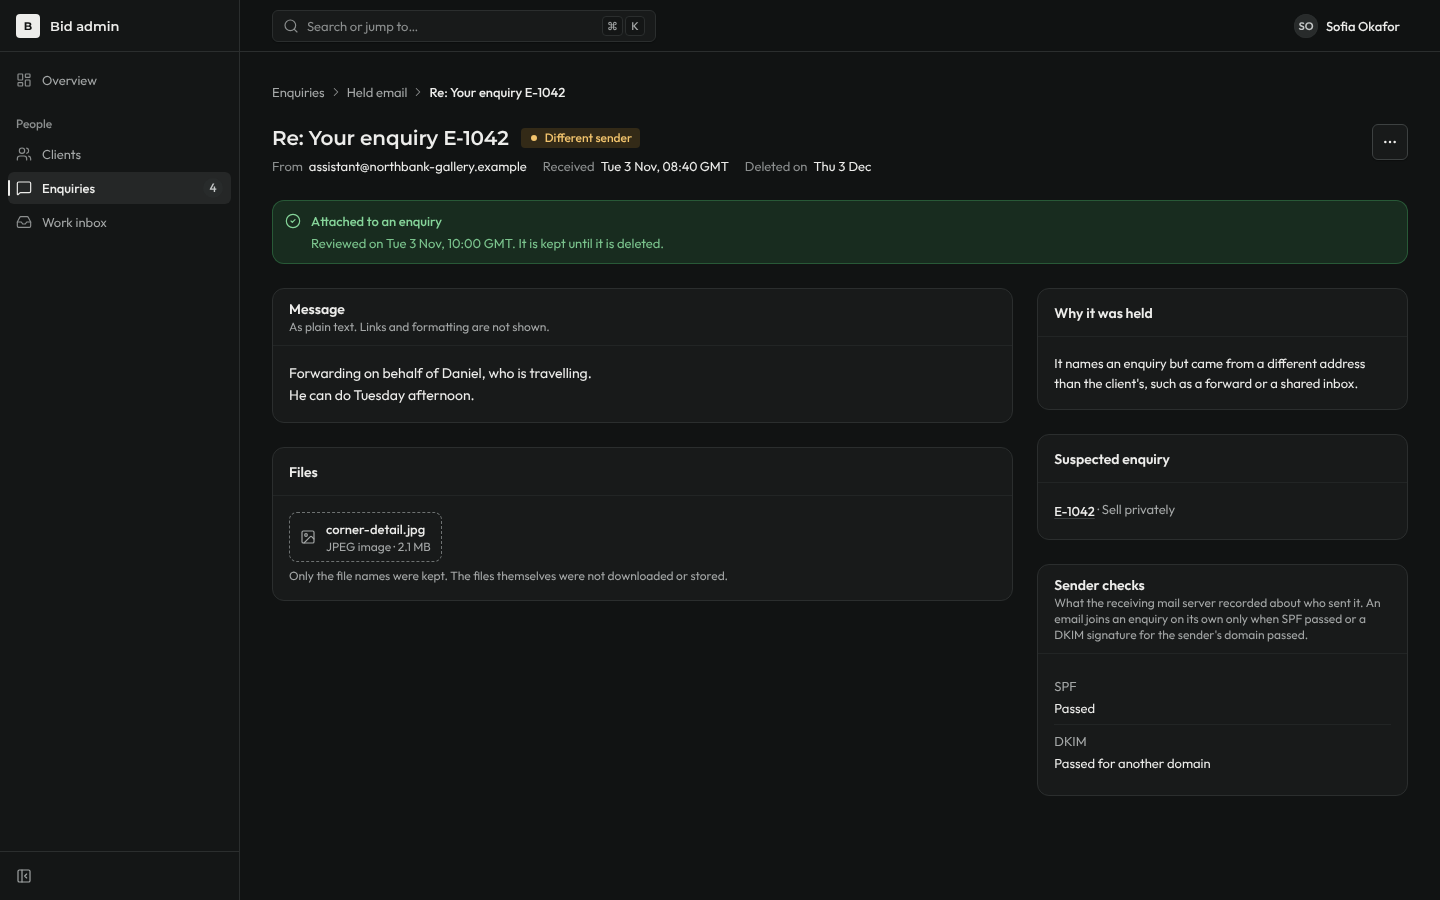 B Bid admin
Search or jump to...
⌘ K
SO Sofia Okafor
Overview
People
Clients
Enquiries 4
Work inbox
Enquiries > Held email > Re: Your enquiry E-1042
Re: Your enquiry E-1042
Different sender
From assistant@northbank-gallery.example Received Tue 3 Nov, 08:40 GMT Deleted on Thu 3 Dec
Attached to an enquiry
Reviewed on Tue 3 Nov, 10:00 GMT. It is kept until it is deleted.
Message
As plain text. Links and formatting are not shown.
Forwarding on behalf of Daniel, who is travelling.
He can do Tuesday afternoon.
Files
corner-detail.jpg
JPEG image · 2.1 MB
Only the file names were kept. The files themselves were not downloaded or stored.
Why it was held
It names an enquiry but came from a different address
than the client's, such as a forward or a shared inbox.
Suspected enquiry
E-1042 · Sell privately
Sender checks
What the receiving mail server recorded about who sent it. An
email joins an enquiry on its own only when SPF passed or a
DKIM signature for the sender's domain passed.
SPF
Passed
DKIM
Passed for another domain